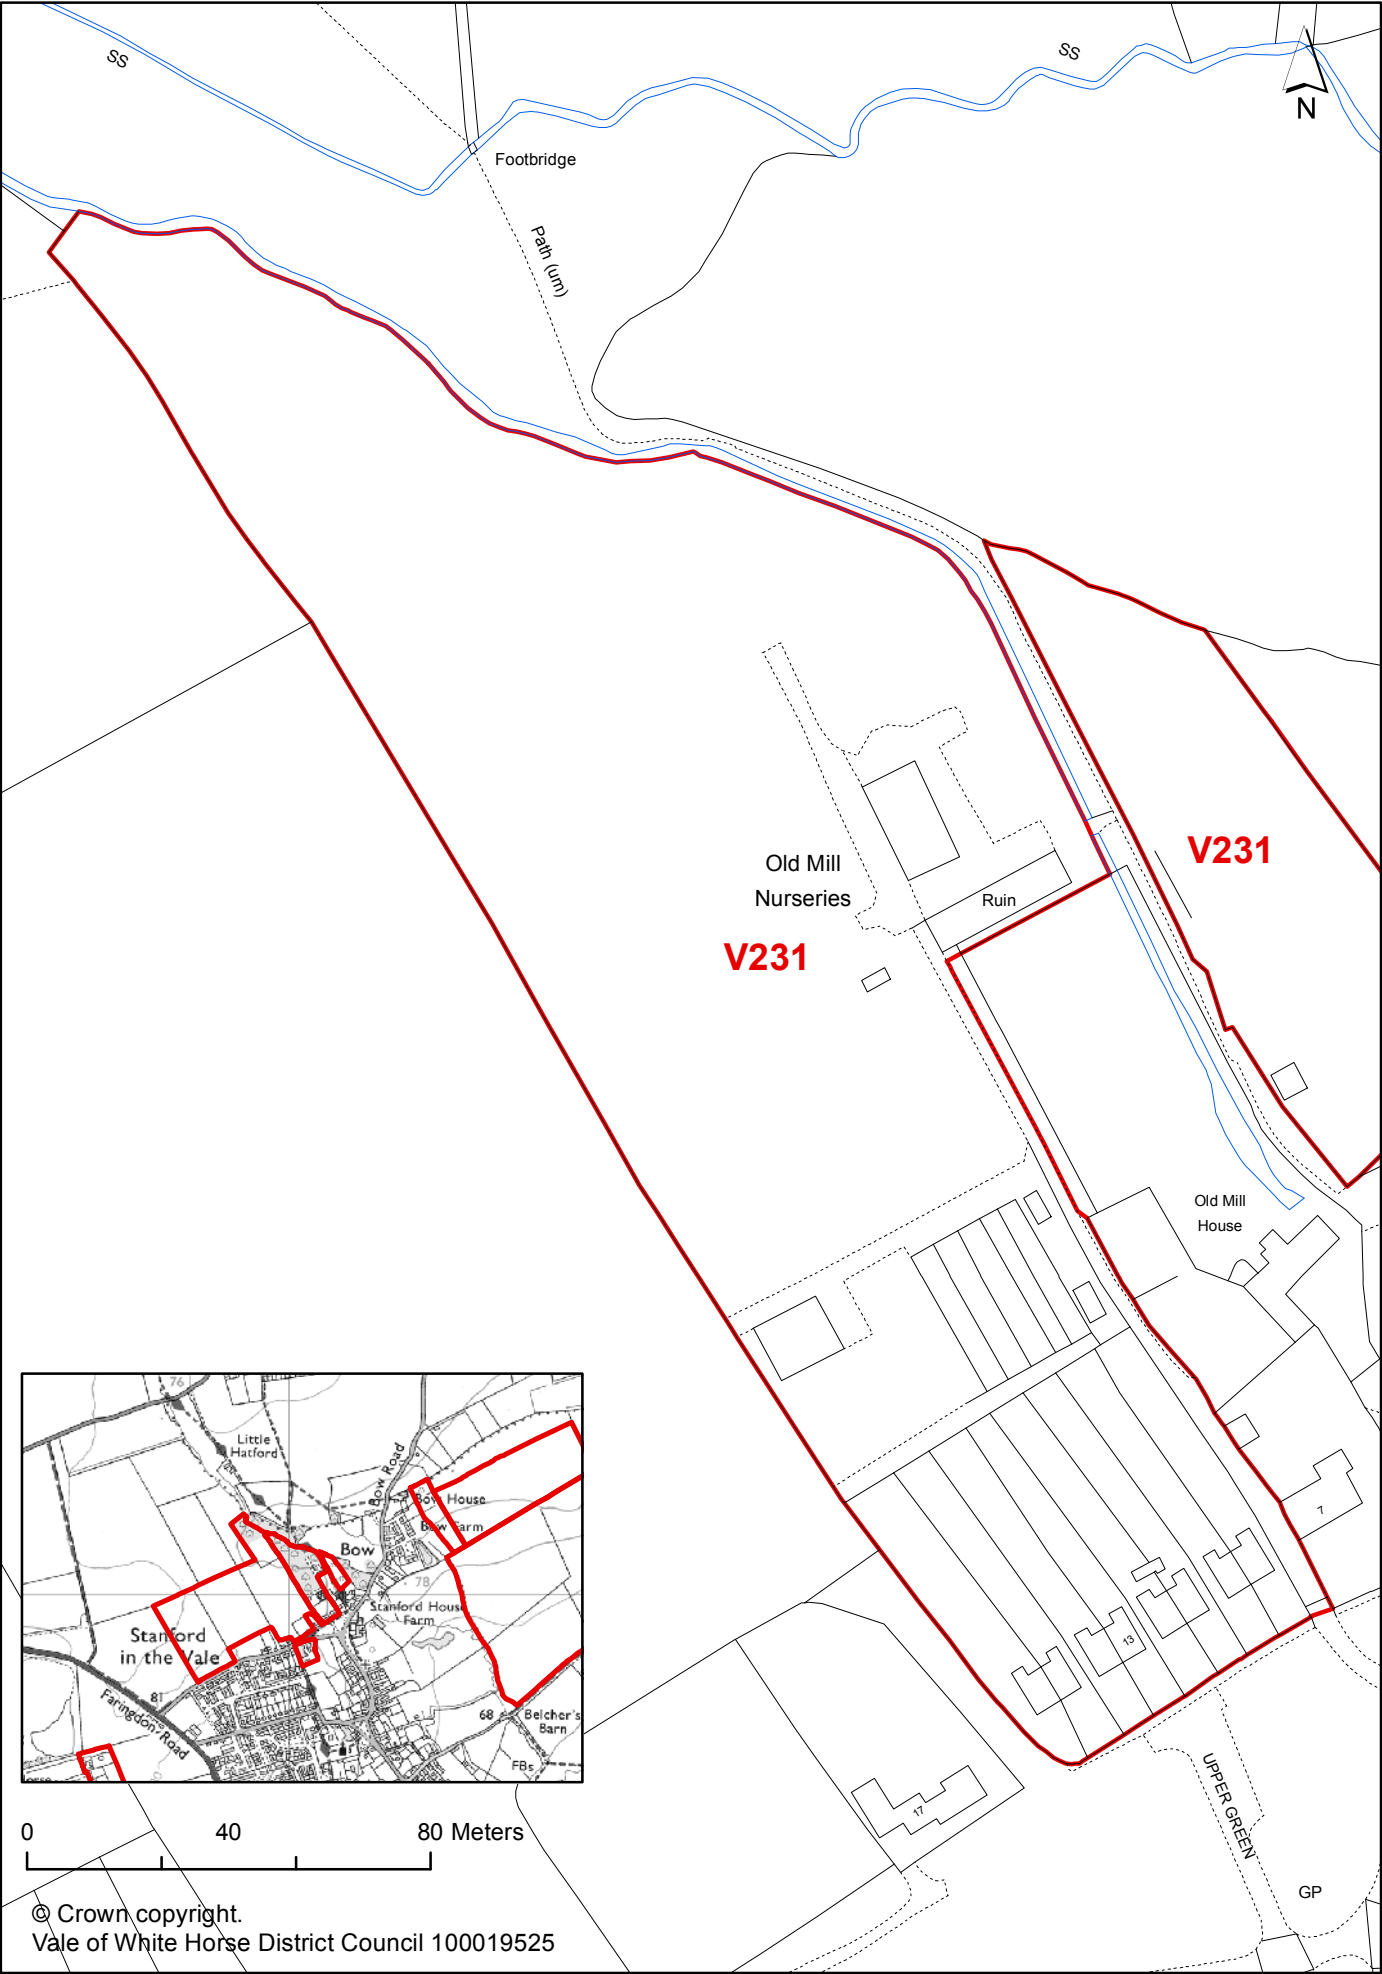 SS
SS
N
Footbridge
Path (um)
V231
Old Mill
Nurseries
Ruin
V231
Old Mill
House
7
13
17
UPPER GREEN
GP
76
Little
Hatford
Bow Road
Bow House
Bow Farm
Bow
78
Stanford House
Farm
Stanford
in the Vale
81
Faringdon Road
68
Belcher's
Barn
FBs
0 40 80 Meters
© Crown copyright.
Vale of White Horse District Council 100019525